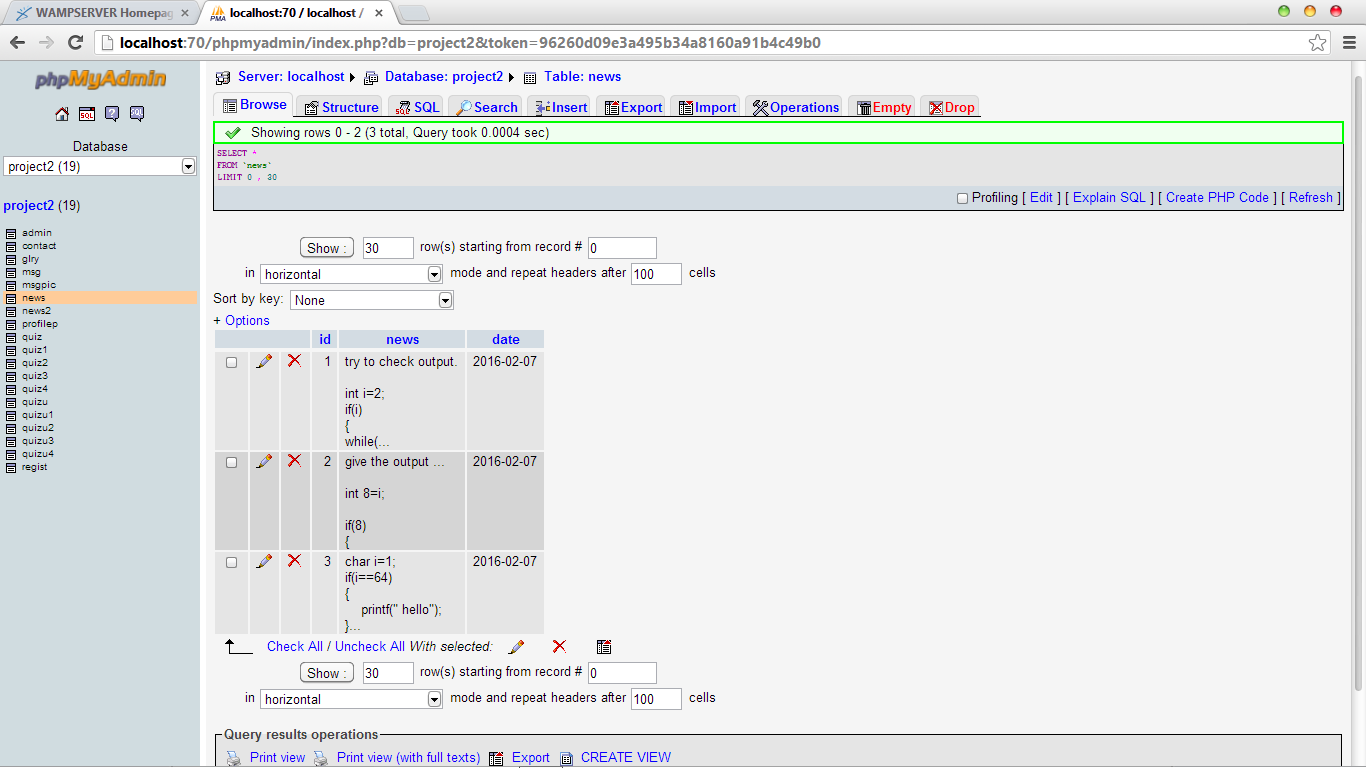 WAMPSERVER Homepag
localhost:70 / localhost /
localhost:70/phpmyadmin/index.php?db=project2&token=96260d09e3a495b34a8160a91b4c49b0
phpMyAdmin
SQL
Database
project2 (19)
project2 (19)
admin
contact
glry
msg
msgpic
news
news2
profilep
quiz
quiz1
quiz2
quiz3
quiz4
quizu
quizu1
quizu2
quizu3
quizu4
regist
Server: localhost Database: project2 Table: news
Browse Structure SQL Search Insert Export Import Operations Empty Drop
Showing rows 0 - 2 (3 total, Query took 0.0004 sec)
SELECT *
FROM `news`
LIMIT 0 , 30
Profiling [ Edit ] [ Explain SQL ] [ Create PHP Code ] [ Refresh ]
Show : 30 row(s) starting from record # 0
in horizontal mode and repeat headers after 100 cells
Sort by key: None
+ Options
id news date
1 try to check output. 2016-02-07
int i=2;
if(i)
{
while(...
2 give the output ... 2016-02-07
int 8=i;
if(8)
{
3 char i=1; 2016-02-07
if(i==64)
{
printf(" hello");
}...
Check All / Uncheck All With selected:
Show : 30 row(s) starting from record # 0
in horizontal mode and repeat headers after 100 cells
Query results operations
Print view Print view (with full texts) Export CREATE VIEW